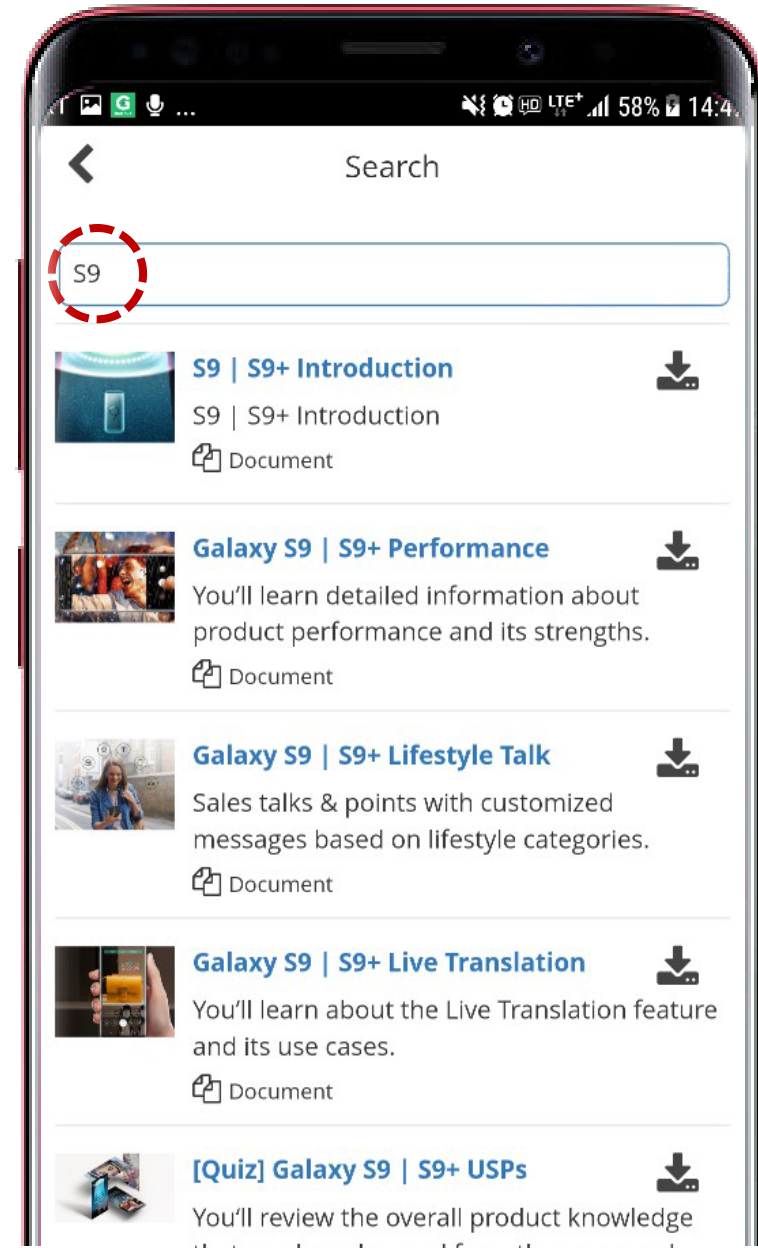 ... LTE+ 58% 14:4
Search
S9
S9 | S9+ Introduction
S9 | S9+ Introduction
Document
Galaxy S9 | S9+ Performance
You’ll learn detailed information about
product performance and its strengths.
Document
Galaxy S9 | S9+ Lifestyle Talk
Sales talks & points with customized
messages based on lifestyle categories.
Document
Galaxy S9 | S9+ Live Translation
You’ll learn about the Live Translation feature
and its use cases.
Document
[Quiz] Galaxy S9 | S9+ USPs
You’ll review the overall product knowledge